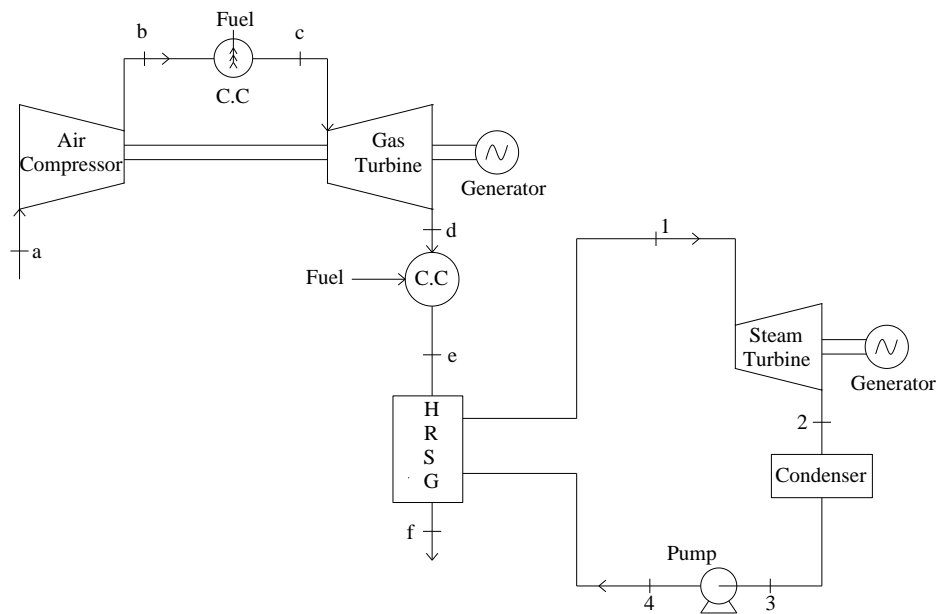 Fuel
b
c
C.C
Air
Compressor
Gas
Turbine
Generator
a
d
Fuel
C.C
e
H
R
S
G
f
1
Steam
Turbine
Generator
2
Condenser
Pump
4
3